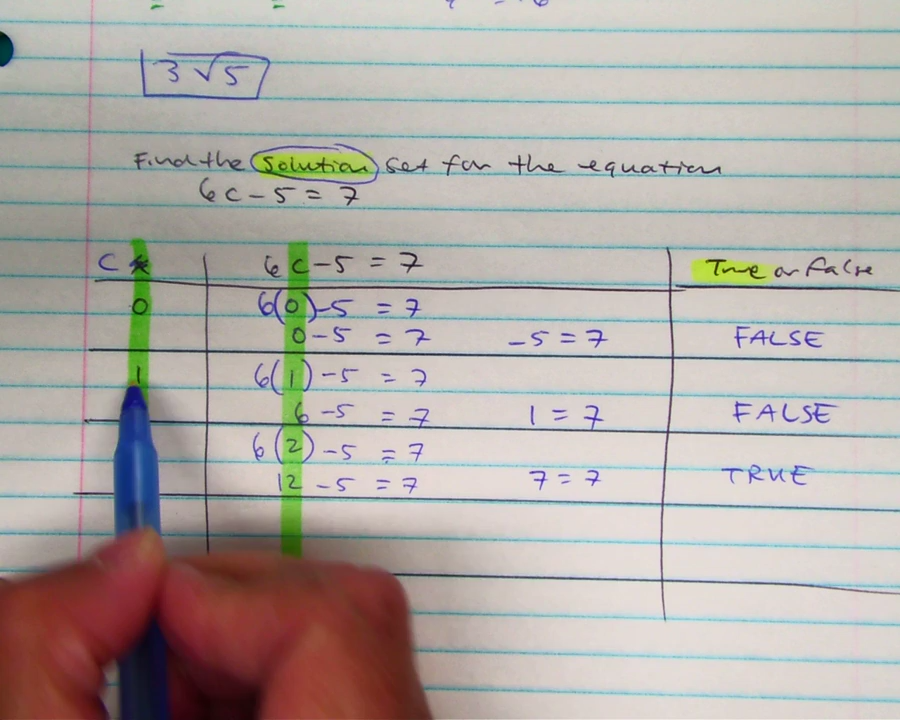 3√5
Find the solution set for the equation
6c - 5 = 7
C 6c - 5 = 7 True or False
0 6(0) - 5 = 7
0 - 5 = 7 -5 = 7 FALSE
1 6(1) - 5 = 7
6 - 5 = 7 1 = 7 FALSE
6(2) - 5 = 7
12 - 5 = 7 7 = 7 TRUE